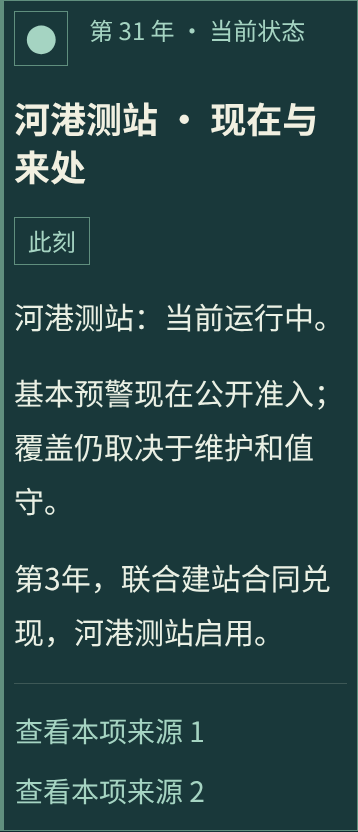 第 31 年 · 当前状态
河港测站 · 现在与
来处
此刻
河港测站：当前运行中。
基本预警现在公开准入；
覆盖仍取决于维护和值
守。
第3年，联合建站合同兑
现，河港测站启用。
查看本项来源 1
查看本项来源 2